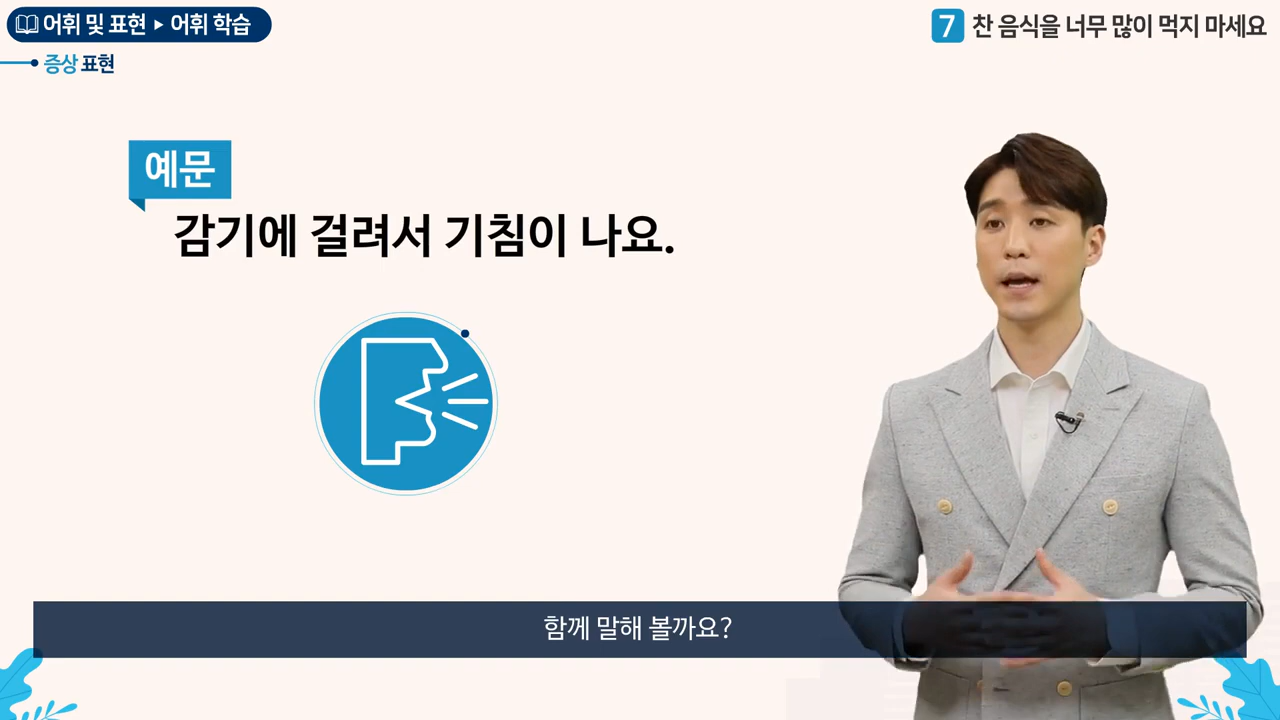 어휘 및 표현 ▸ 어휘 학습
7 찬 음식을 너무 많이 먹지 마세요
증상 표현
예문
감기에 걸려서 기침이 나요.
함께 말해 볼까요?